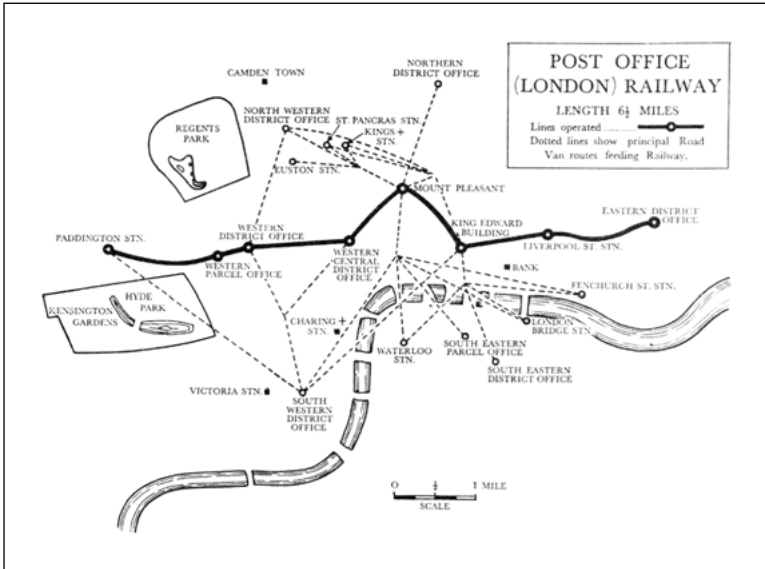 POST OFFICE
(LONDON) RAILWAY
LENGTH 6½ MILES
Lines operated
Dotted lines show principal Road
Van routes feeding Railway.
CAMDEN TOWN
NORTHERN
DISTRICT OFFICE
NORTH WESTERN
DISTRICT OFFICE
ST. PANCRAS STN.
KINGS +
STN.
REGENTS
PARK
EUSTON STN.
MOUNT PLEASANT
PADDINGTON STN.
WESTERN
DISTRICT OFFICE
WESTERN
PARCEL OFFICE
WESTERN
CENTRAL
DISTRICT
OFFICE
KING EDWARD
BUILDING
LIVERPOOL ST. STN.
EASTERN DISTRICT
OFFICE
BANK
FENCHURCH ST. STN.
HYDE
PARK
KENSINGTON
GARDENS
CHARING +
STN.
WATERLOO
STN.
LONDON
BRIDGE STN.
SOUTH EASTERN
PARCEL OFFICE
SOUTH EASTERN
DISTRICT OFFICE
VICTORIA STN.
SOUTH
WESTERN
DISTRICT
OFFICE
0 ½ 1 MILE
SCALE